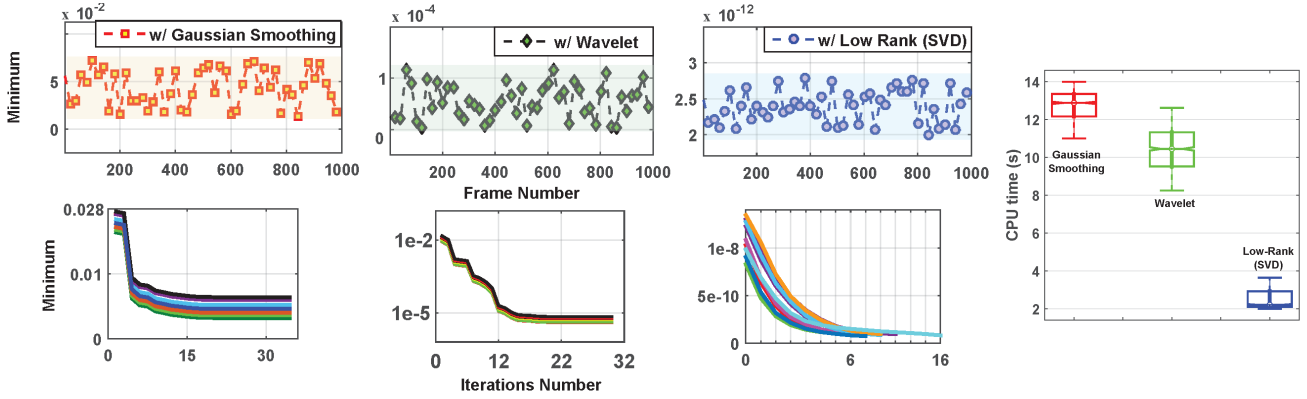 x 10^-2
w/ Gaussian Smoothing
Minimum
5
0
200 400 600 800 1000
x 10^-4
w/ Wavelet
1
0
200 400 600 800 1000
Frame Number
x 10^-12
w/ Low Rank (SVD)
3
2.5
2
200 400 600 800 1000
0.028
0.01
0
Minimum
0 15 30
1e-2
1e-5
0 12 22 32
Iterations Number
1e-8
5e-10
0
0 6 16
CPU time (s)
14
12
10
8
6
4
2
Gaussian
Smoothing
Wavelet
Low-Rank
(SVD)